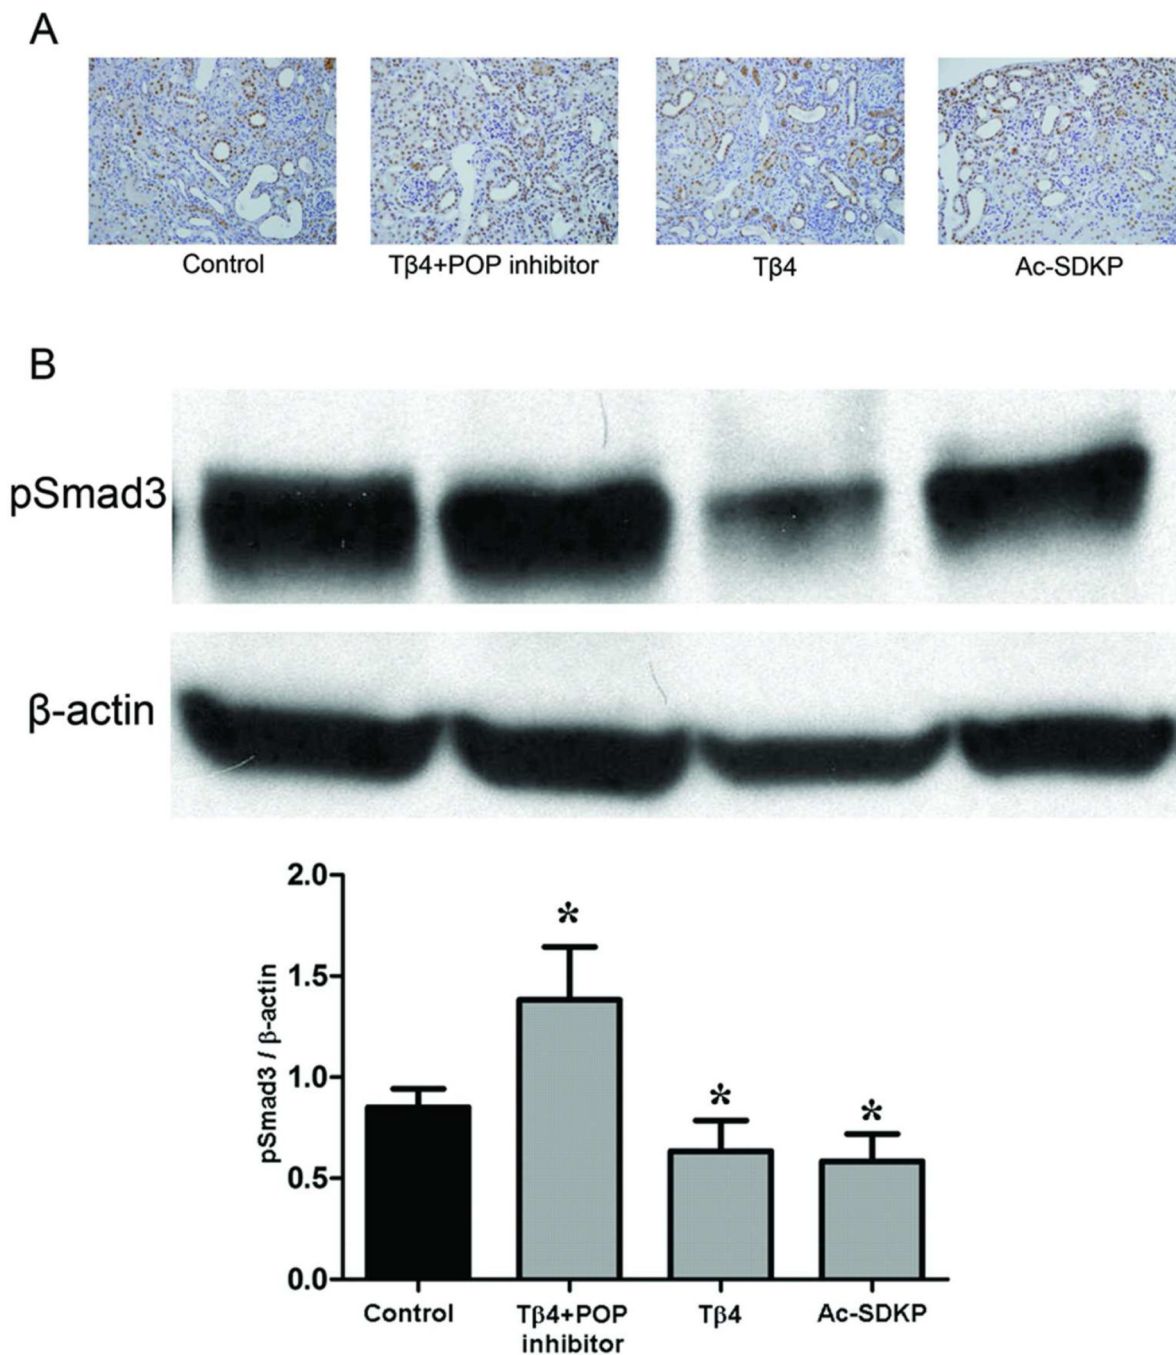 A
Control
Tβ4+POP inhibitor
Tβ4
Ac-SDKP
B
pSmad3
β-actin
2.0
1.5
1.0
0.5
0.0
pSmad3 / β-actin
*
*
*
Control
Tβ4+POP
inhibitor
Tβ4
Ac-SDKP